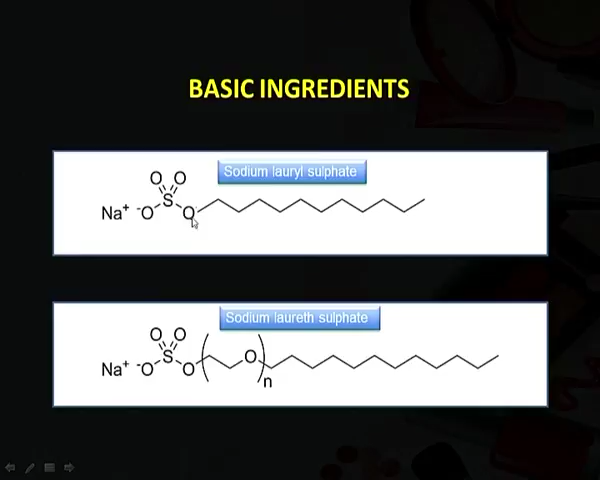 BASIC INGREDIENTS
Sodium lauryl sulphate
O O
S
Na⁺ ⁻O O
Sodium laureth sulphate
O O
S O
Na⁺ ⁻O O n